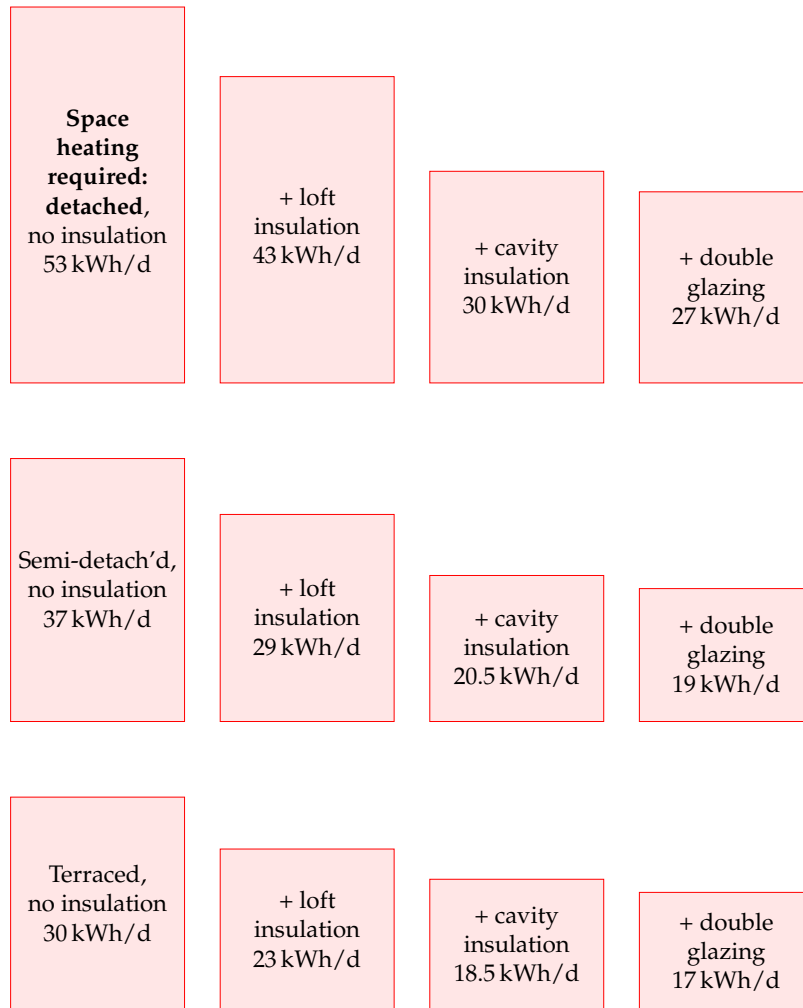 Space
heating
required:
detached,
no insulation
53 kWh/d
+ loft
insulation
43 kWh/d
+ cavity
insulation
30 kWh/d
+ double
glazing
27 kWh/d
Semi-detach’d,
no insulation
37 kWh/d
+ loft
insulation
29 kWh/d
+ cavity
insulation
20.5 kWh/d
+ double
glazing
19 kWh/d
Terraced,
no insulation
30 kWh/d
+ loft
insulation
23 kWh/d
+ cavity
insulation
18.5 kWh/d
+ double
glazing
17 kWh/d